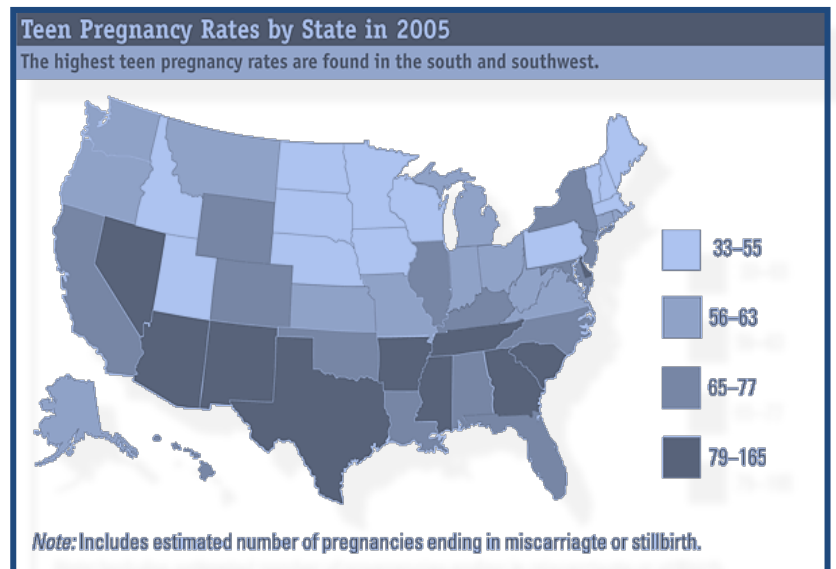 Teen Pregnancy Rates by State in 2005
The highest teen pregnancy rates are found in the south and southwest.
33–55
56–63
65–77
79–165
Note: Includes estimated number of pregnancies ending in miscarriagte or stillbirth.